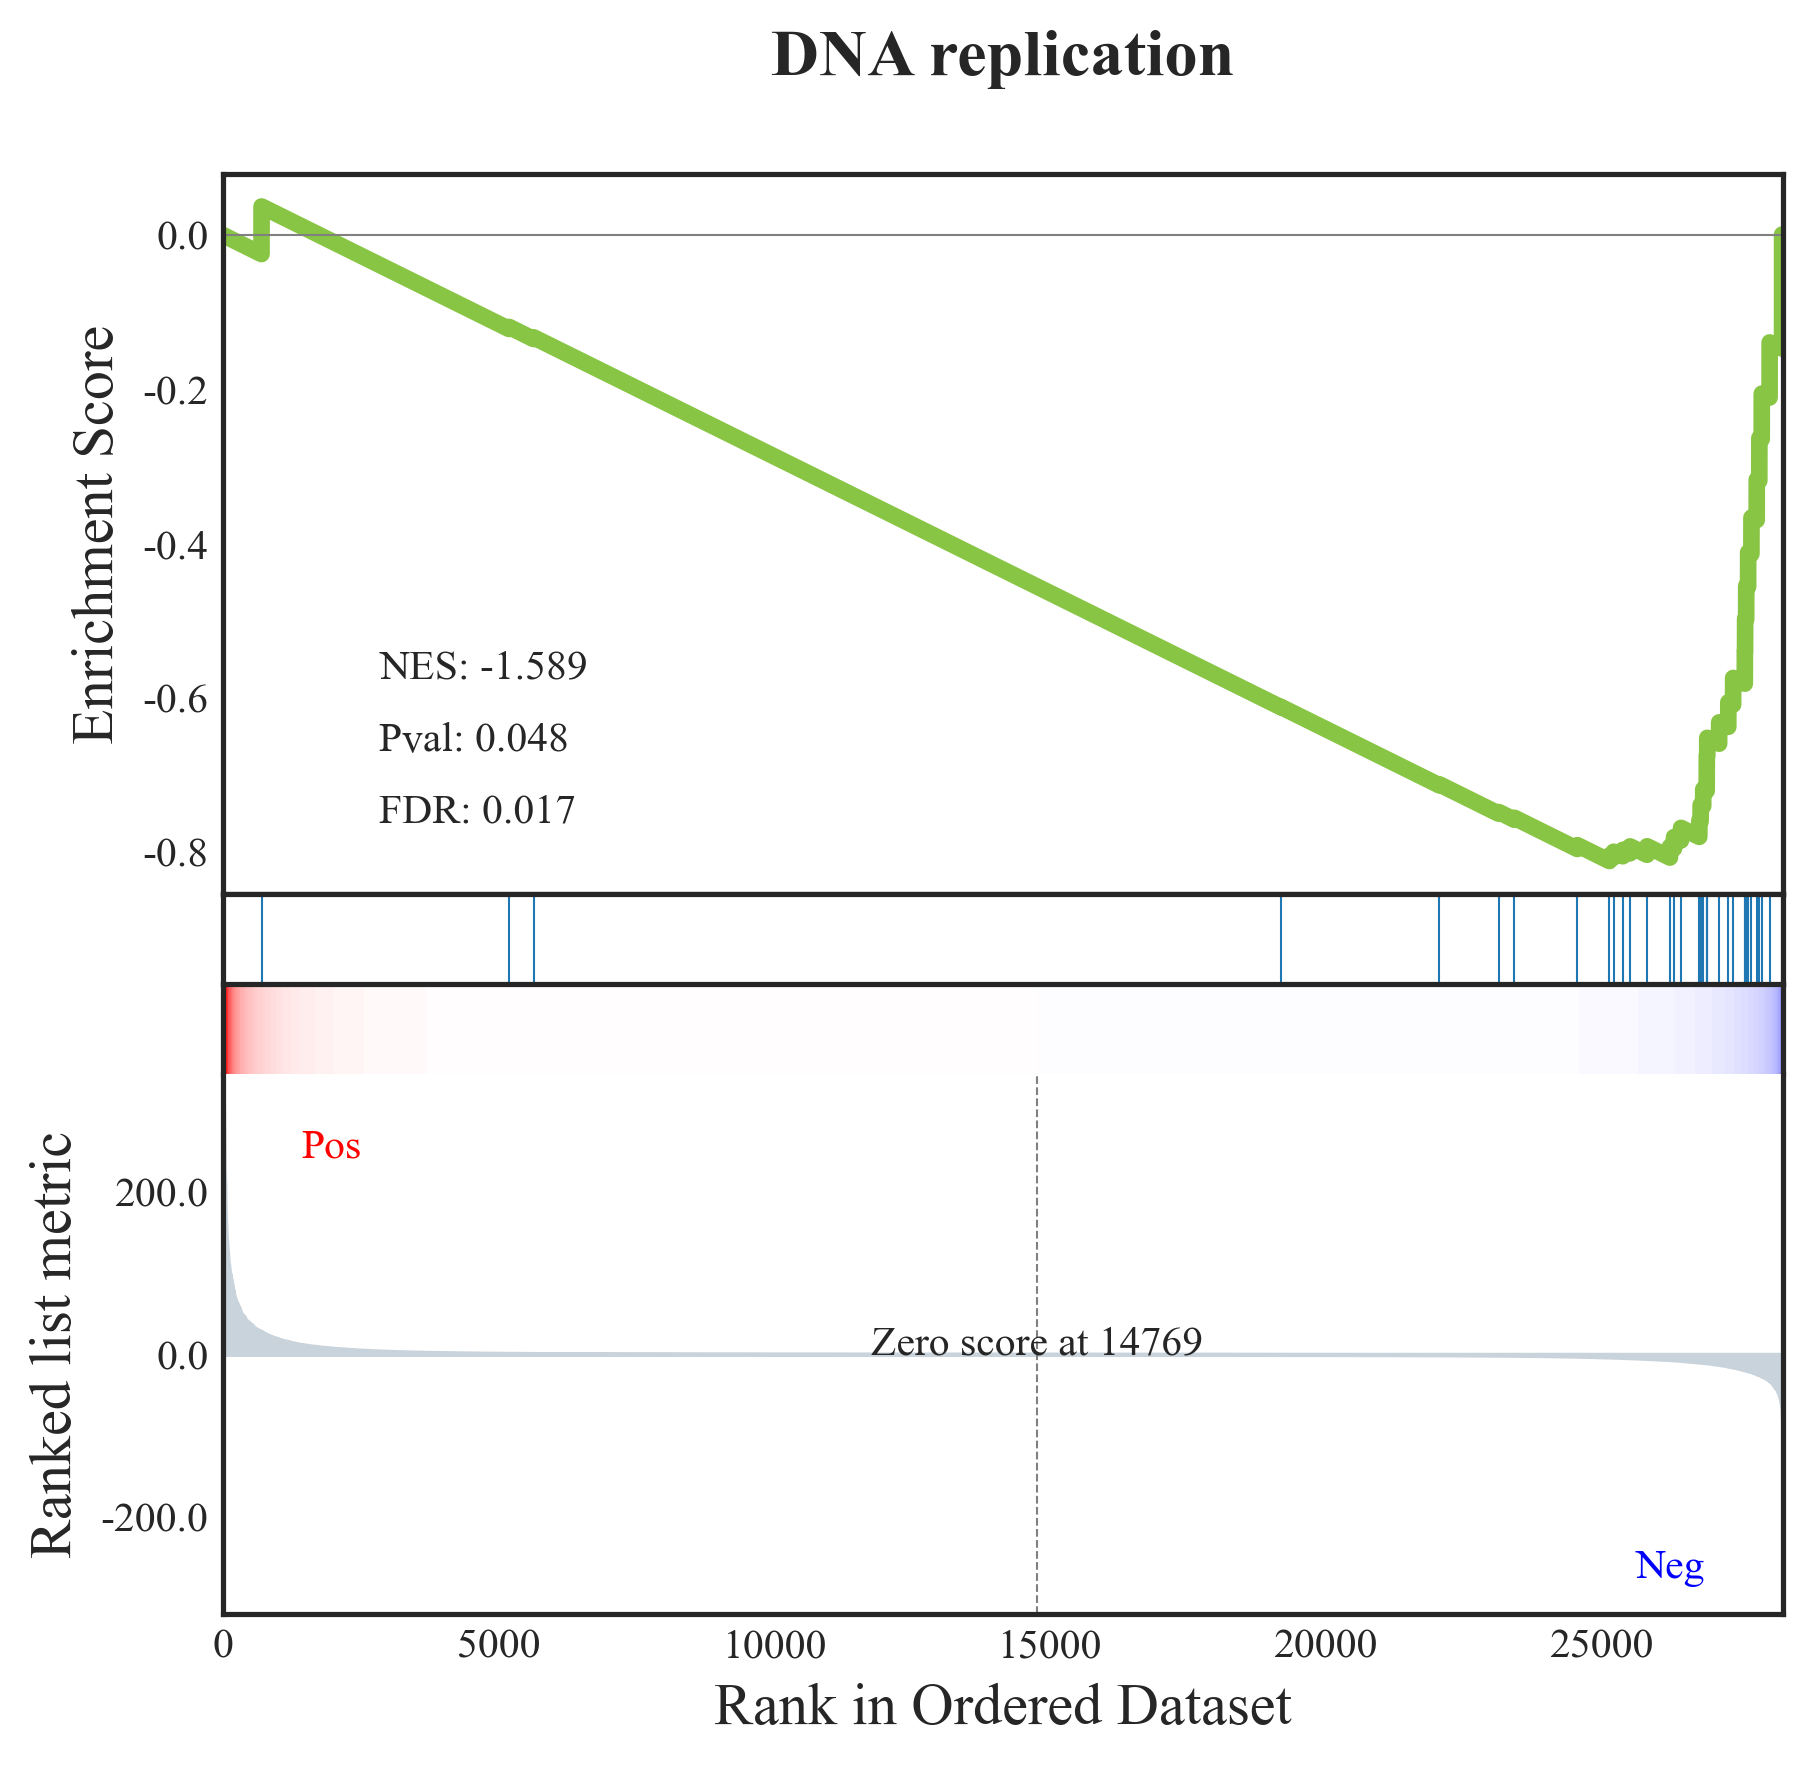 DNA replication
Enrichment Score
0.0
-0.2
-0.4
-0.6
-0.8
NES: -1.589
Pval: 0.048
FDR: 0.017
Ranked list metric
Pos
200.0
0.0
-200.0
Zero score at 14769
Neg
0 5000 10000 15000 20000 25000
Rank in Ordered Dataset